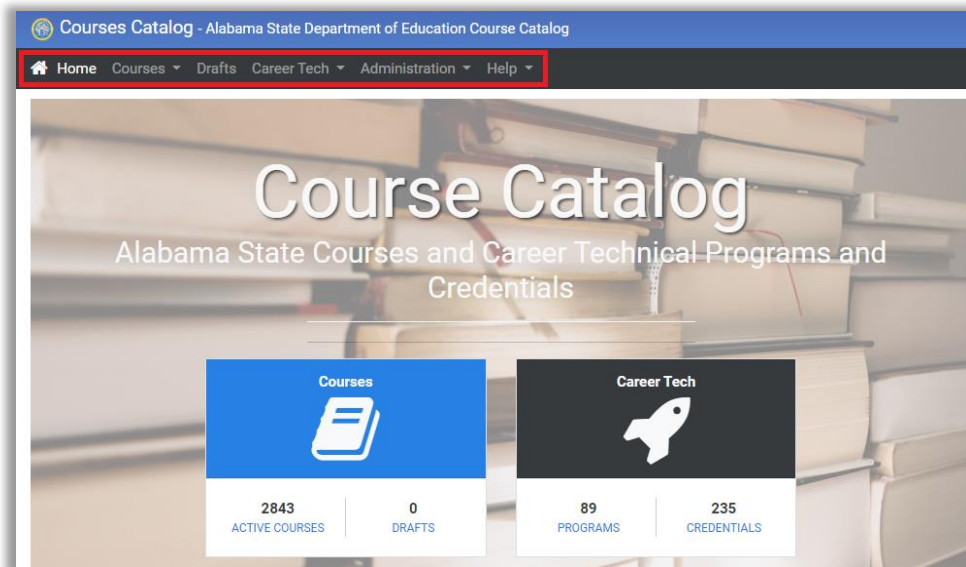 Courses Catalog - Alabama State Department of Education Course Catalog
Home Courses Drafts Career Tech Administration Help
Course Catalog
Alabama State Courses and Career Technical Programs and
Credentials
Courses Career Tech
2843 0 89 235
ACTIVE COURSES DRAFTS PROGRAMS CREDENTIALS